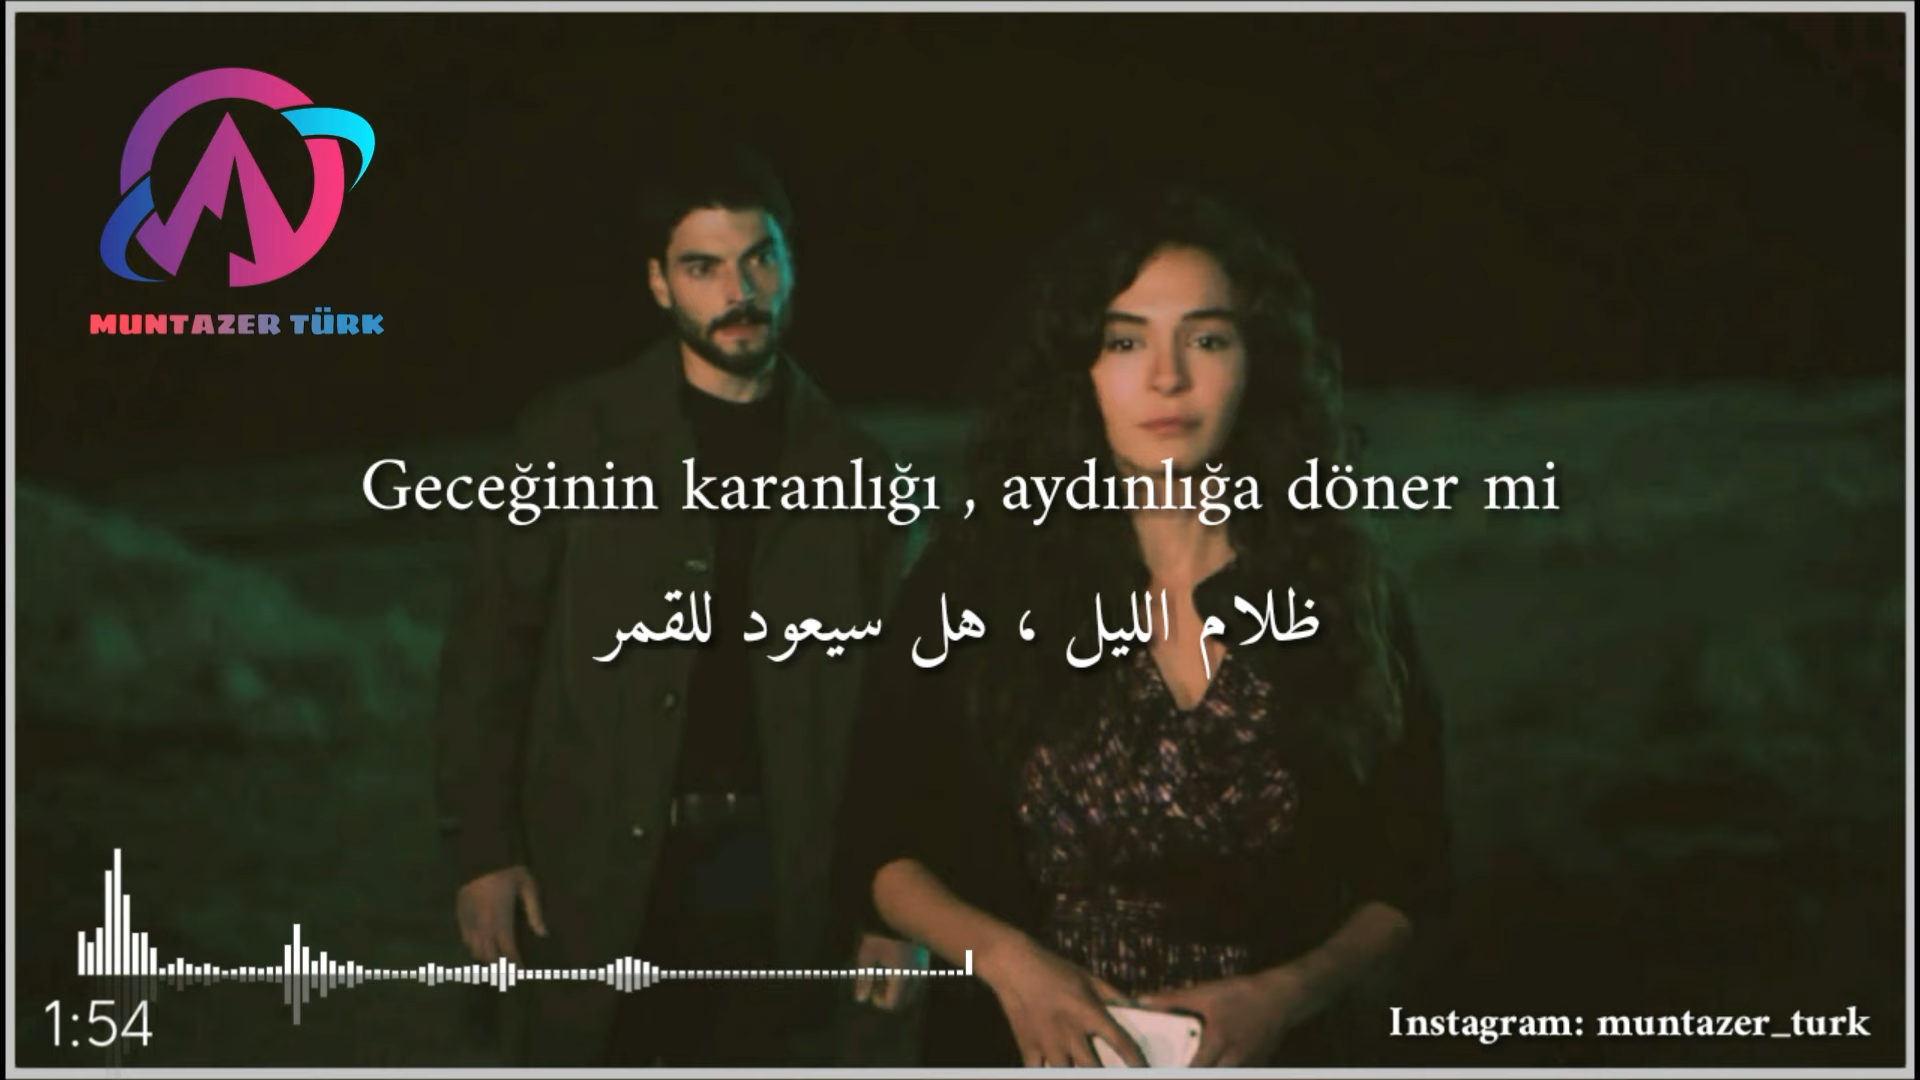 MUNTAZER TÜRK
Geceğinin karanlığı , aydınlığa döner mi
ظلام الليل ، هل سيعود للقمر
1:54
Instagram: muntazer_turk